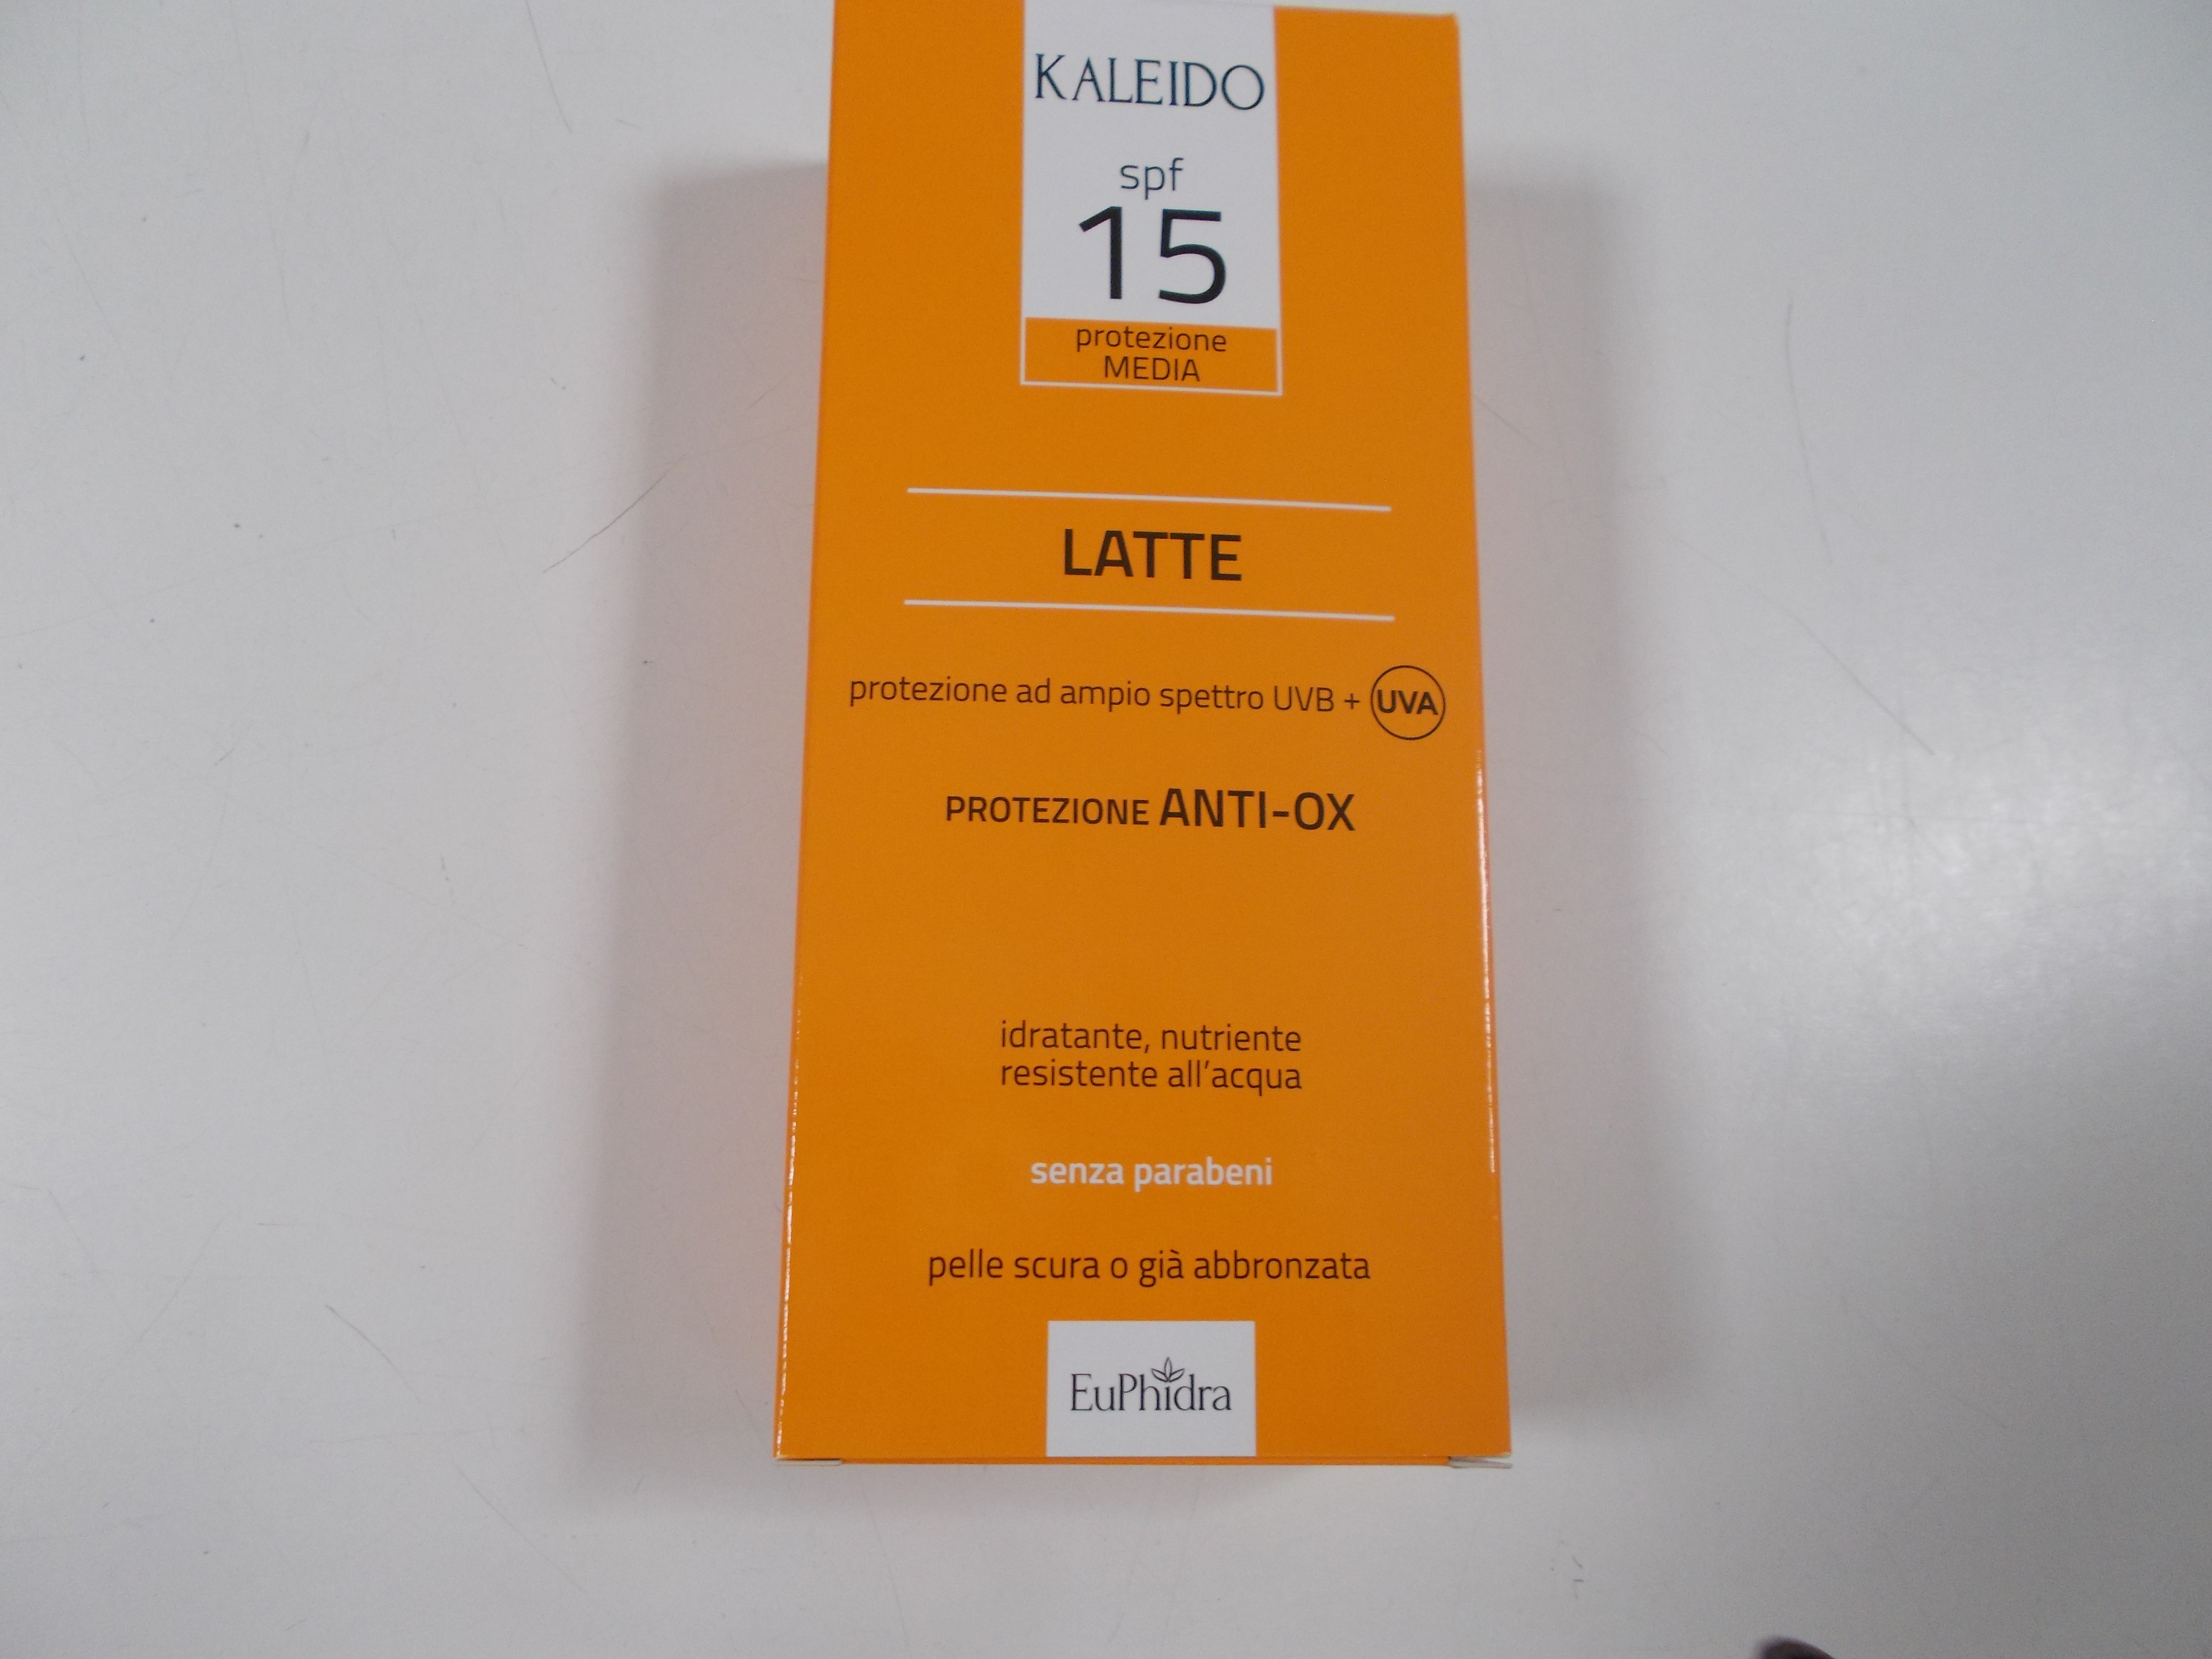 KALEIDO
spf
15
protezione
MEDIA
LATTE
protezione ad ampio spettro UVB + UVA
PROTEZIONE ANTI-OX
idratante, nutriente
resistente all'acqua
senza parabeni
pelle scura o già abbronzata
EuPhidra